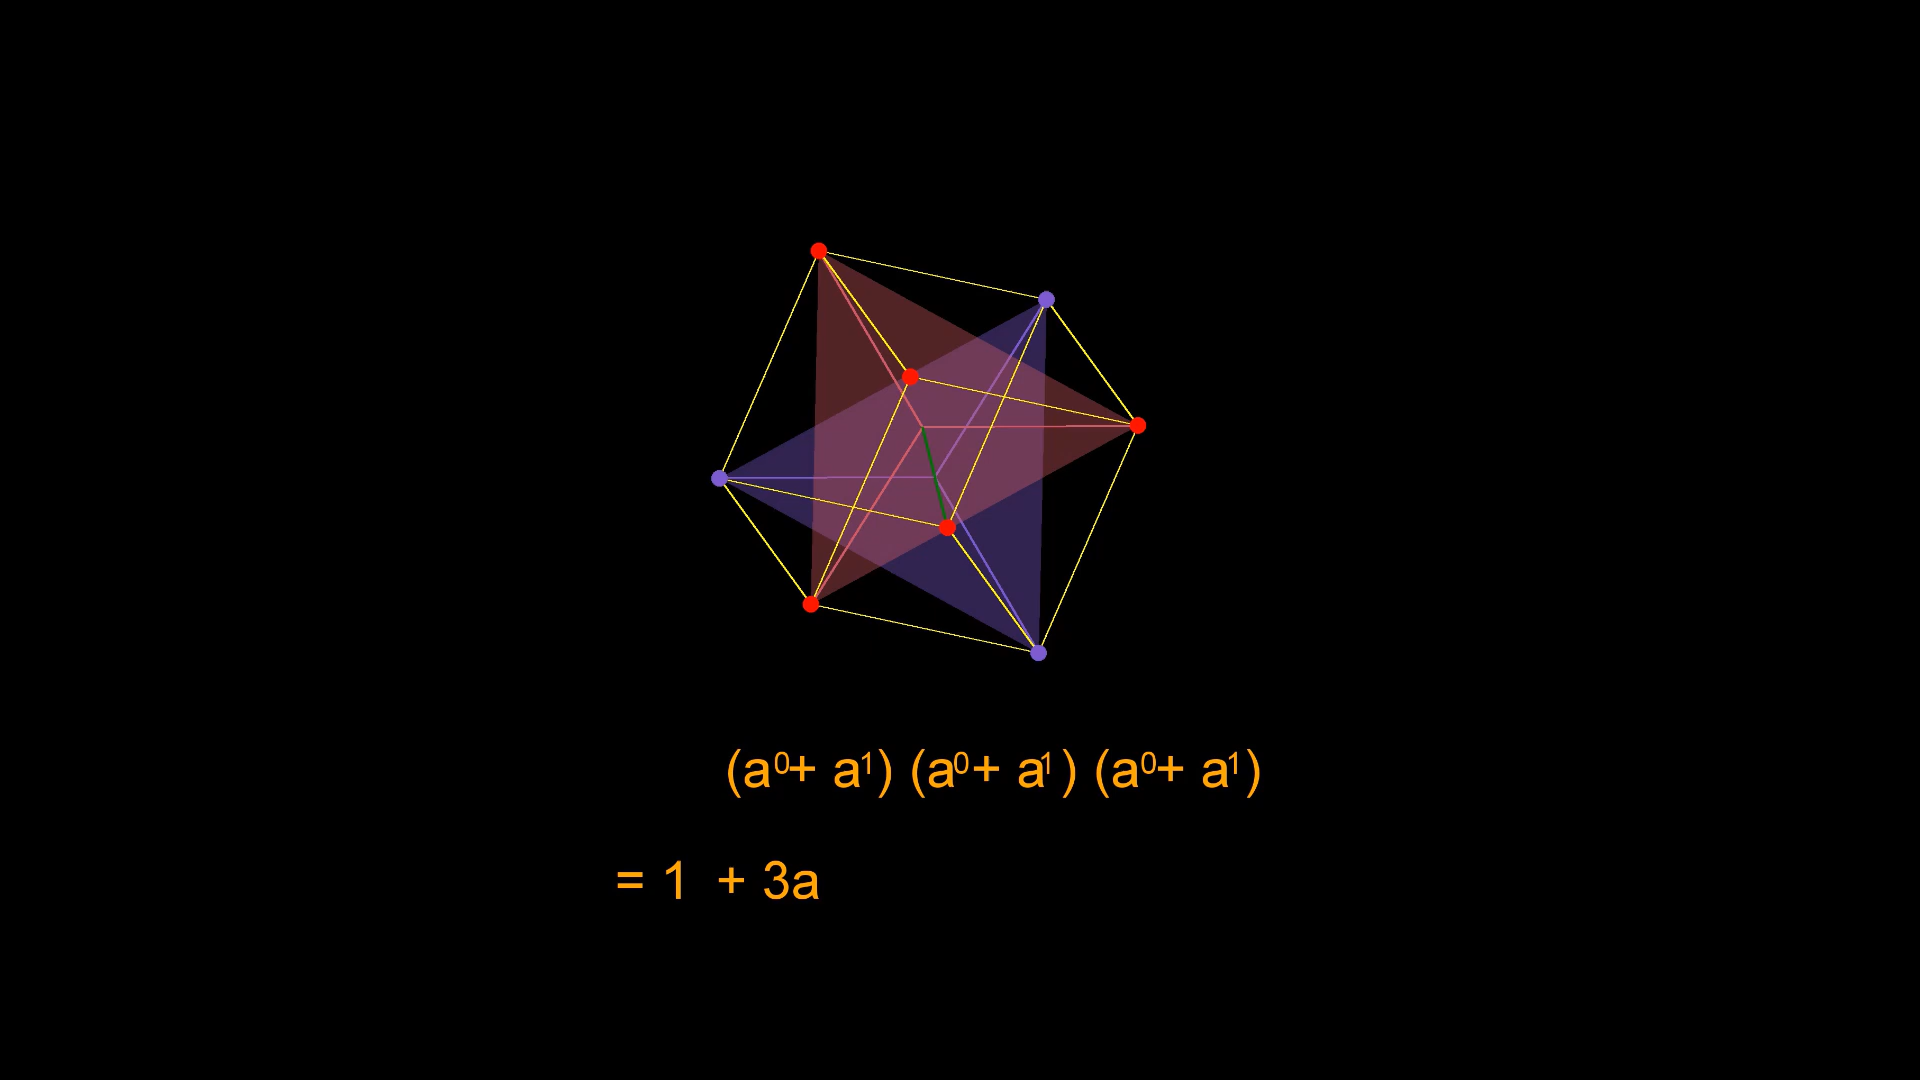 (a⁰+ a¹) (a⁰+ a¹) (a⁰+ a¹)
= 1 + 3a